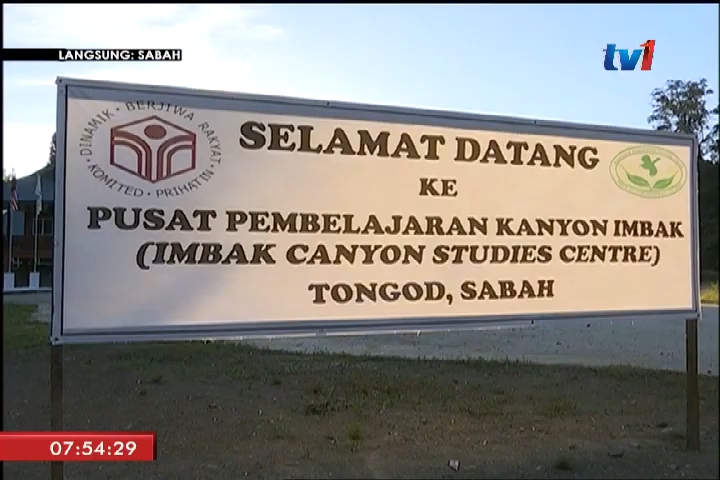 LANGSUNG: SABAH
tv1
DINAMIK • BERJIWA RAKYAT
• KOMITED • PRIHATIN •
SELAMAT DATANG
KE
PUSAT PEMBELAJARAN KANYON IMBAK
(IMBAK CANYON STUDIES CENTRE)
TONGOD, SABAH
07:54:29